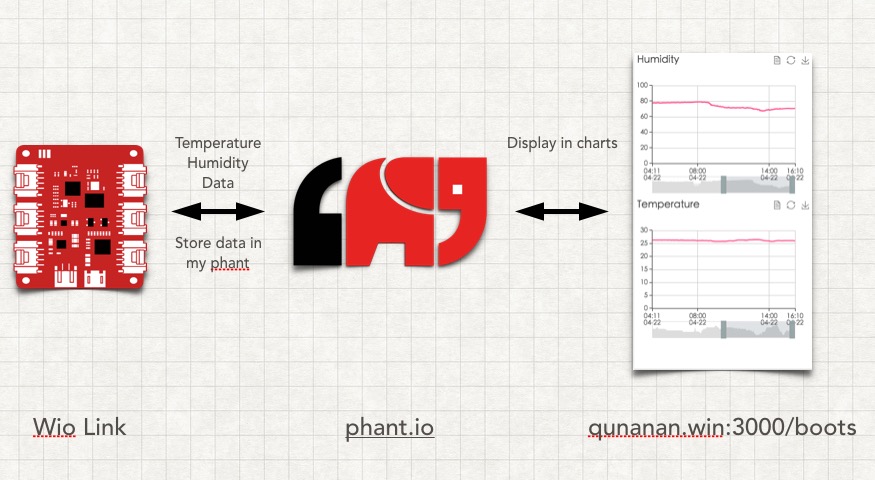 Temperature
Humidity
Data
Store data in
my phant
Display in charts
Humidity
100
80
60
40
20
0
04:11 08:00 14:00 16:10
04-22 04-22 04-22 04-22
Temperature
30
25
20
15
10
5
0
04:11 08:00 14:00 16:10
04-22 04-22 04-22
Wio Link
phant.io
qunanan.win:3000/boots